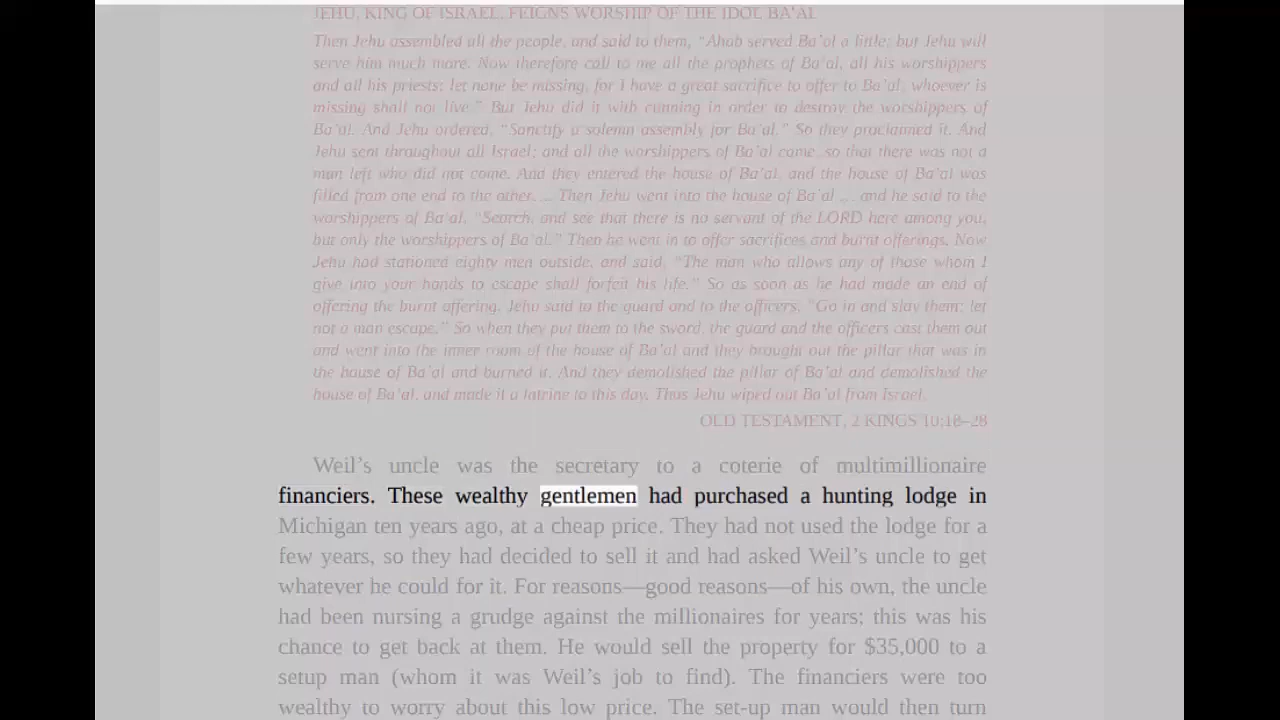 JEHU, KING OF ISRAEL, FEIGNS WORSHIP OF THE IDOL BA'AL
Then Jehu assembled all the people, and said to them, “Ahab served Ba'al a little; but Jehu will
serve him much more. Now therefore call to me all the prophets of Ba'al, all his worshippers
and all his priests; let none be missing, for I have a great sacrifice to offer to Ba'al; whoever is
missing shall not live.” But Jehu did it with cunning in order to destroy the worshippers of
Ba'al. And Jehu ordered, “Sanctify a solemn assembly for Ba'al.” So they proclaimed it. And
Jehu sent throughout all Israel; and all the worshippers of Ba'al came, so that there was not a
man left who did not come. And they entered the house of Ba'al, and the house of Ba'al was
filled from one end to the other. ... Then Jehu went into the house of Ba'al ... and he said to the
worshippers of Ba'al, “Search, and see that there is no servant of the LORD here among you,
but only the worshippers of Ba'al.” Then he went in to offer sacrifices and burnt offerings. Now
Jehu had stationed eighty men outside, and said, “The man who allows any of those whom I
give into your hands to escape shall forfeit his life.” So as soon as he had made an end of
offering the burnt offering, Jehu said to the guard and to the officers, “Go in and slay them; let
not a man escape.” So when they put them to the sword, the guard and the officers cast them out
and went into the inner room of the house of Ba'al and they brought out the pillar that was in
the house of Ba'al and burned it. And they demolished the pillar of Ba'al and demolished the
house of Ba'al, and made it a latrine to this day. Thus Jehu wiped out Ba'al from Israel.
OLD TESTAMENT, 2 KINGS 10:18–28
Weil’s uncle was the secretary to a coterie of multimillionaire
financiers. These wealthy gentlemen had purchased a hunting lodge in
Michigan ten years ago, at a cheap price. They had not used the lodge for a
few years, so they had decided to sell it and had asked Weil’s uncle to get
whatever he could for it. For reasons—good reasons—of his own, the uncle
had been nursing a grudge against the millionaires for years; this was his
chance to get back at them. He would sell the property for $35,000 to a
setup man (whom it was Weil’s job to find). The financiers were too
wealthy to worry about this low price. The set-up man would then turn